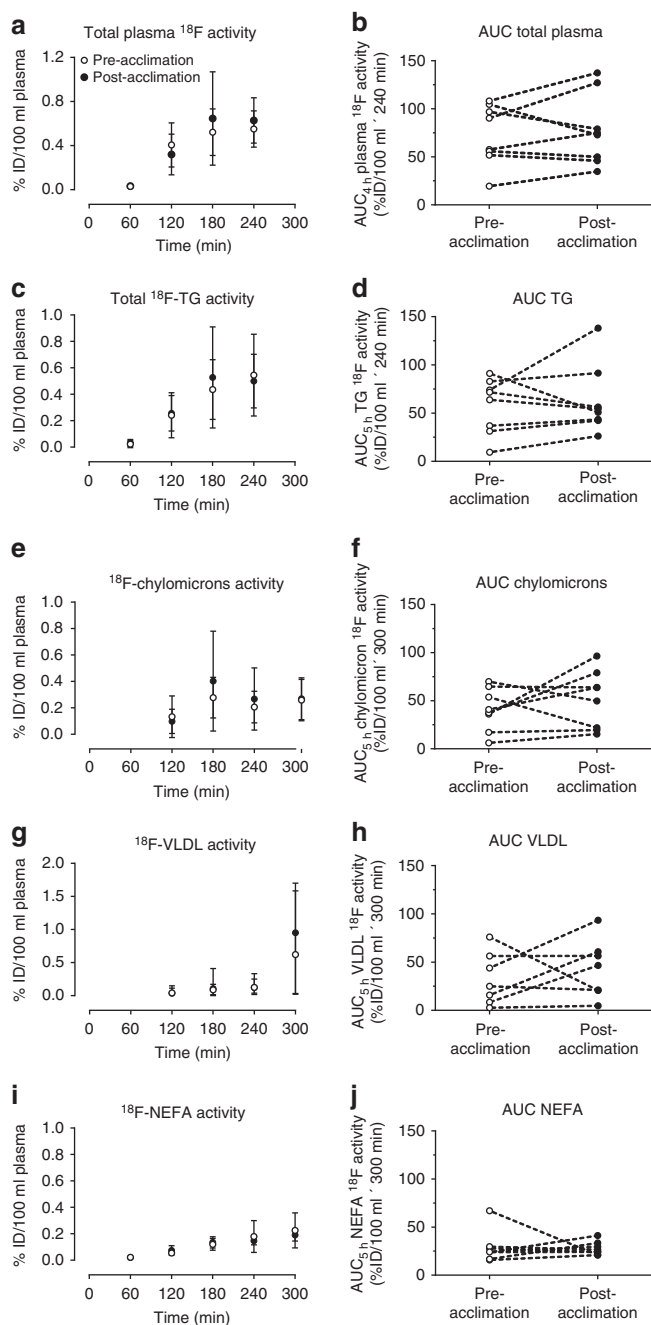 a
Total plasma ¹⁸F activity
Pre-acclimation
Post-acclimation
% ID/100 ml plasma
1.2
0.8
0.4
0.0
0 60 120 180 240 300
Time (min)
b
AUC total plasma
AUC4 h plasma ¹⁸F activity
(%ID/100 ml ´ 240 min)
150
100
50
0
Pre-
acclimation
Post-
acclimation
c
Total ¹⁸F-TG activity
% ID/100 ml plasma
1.0
0.8
0.6
0.4
0.2
0.0
0 60 120 180 240 300
Time (min)
d
AUC TG
AUC5 h TG ¹⁸F activity
(%ID/100 ml ´ 240 min)
150
100
50
0
Pre-
acclimation
Post-
acclimation
e
¹⁸F-chylomicrons activity
% ID/100 ml plasma
1.0
0.8
0.6
0.4
0.2
0.0
0 60 120 180 240 300
Time (min)
f
AUC chylomicrons
AUC5 h chylomicron ¹⁸F activity
(%ID/100 ml ´ 300 min)
150
100
50
0
Pre-
acclimation
Post-
acclimation
g
¹⁸F-VLDL activity
% ID/100 ml plasma
2.0
1.5
1.0
0.5
0.0
0 60 120 180 240 300
Time (min)
h
AUC VLDL
AUC5 h VLDL ¹⁸F activity
(%ID/100 ml ´ 300 min)
150
100
50
0
Pre-
acclimation
Post-
acclimation
i
¹⁸F-NEFA activity
% ID/100 ml plasma
1.0
0.8
0.6
0.4
0.2
0.0
0 60 120 180 240 300
Time (min)
j
AUC NEFA
AUC5 h NEFA ¹⁸F activity
(%ID/100 ml ´ 300 min)
150
100
50
0
Pre-
acclimation
Post-
acclimation